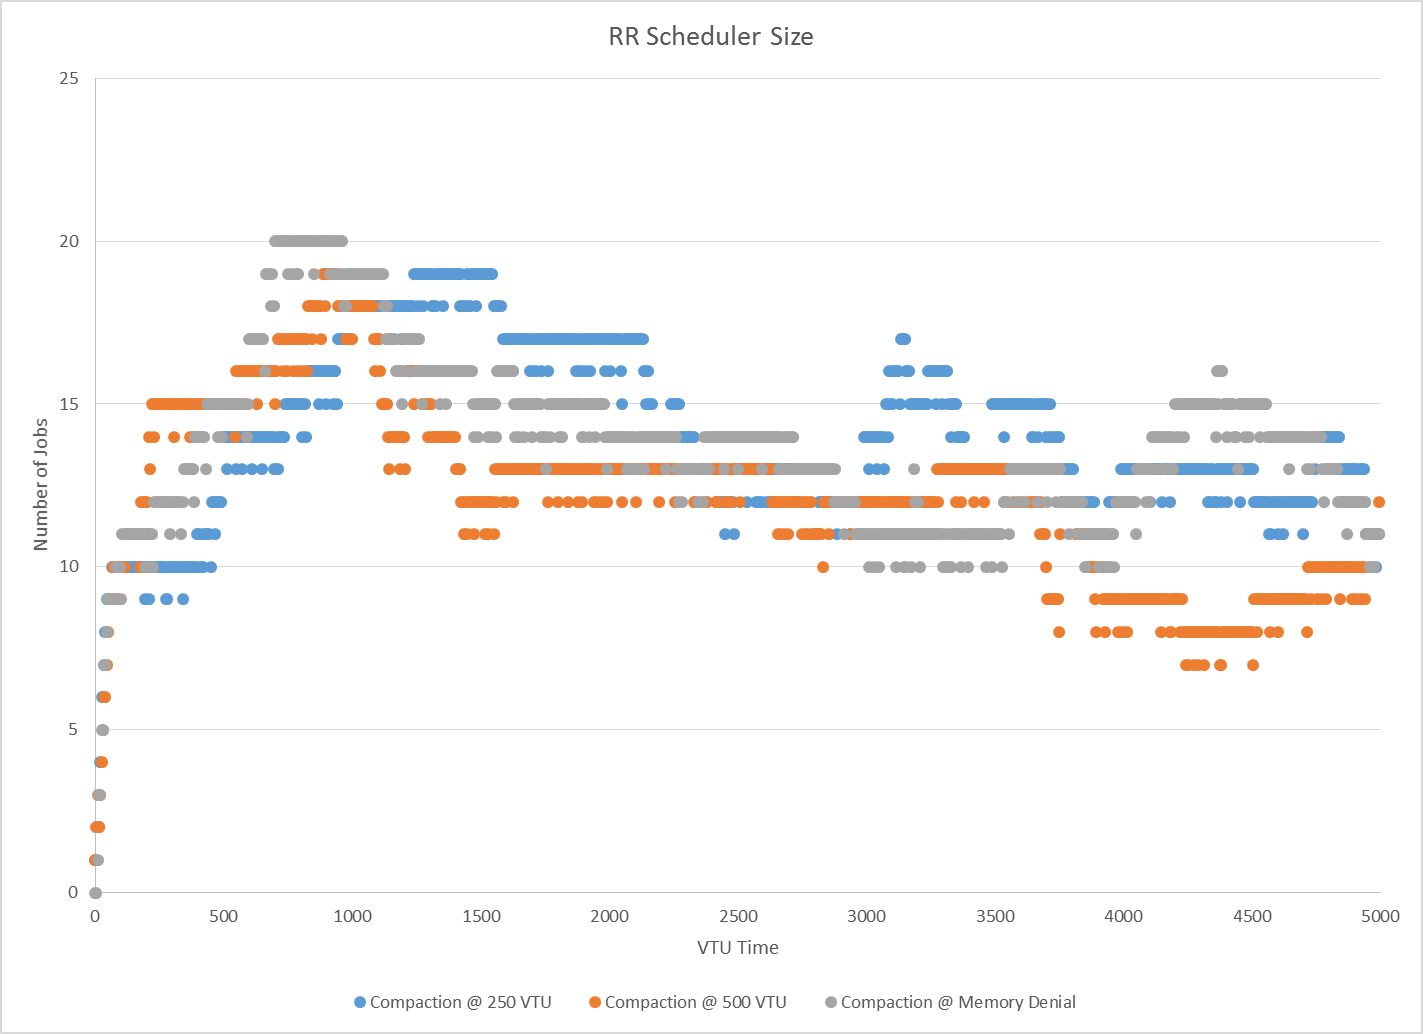 RR Scheduler Size
25
20
15
10
5
0
Number of Jobs
0 500 1000 1500 2000 2500 3000 3500 4000 4500 5000
VTU Time
Compaction @ 250 VTU Compaction @ 500 VTU Compaction @ Memory Denial